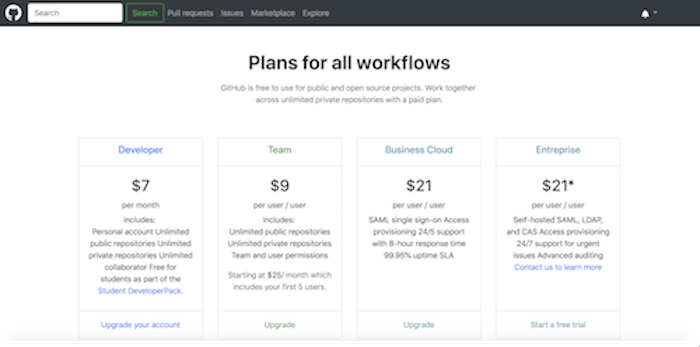 Search Search Pull requests Issues Marketplace Explore
Plans for all workflows
GitHub is free to use for public and open source projects. Work together
across unlimited private repositories with a paid plan.
Developer
$7
per month
Includes:
Personal account Unlimited
public repositories Unlimited
private repositories Unlimited
collaborator Free for
students as part of the
Student DeveloperPack.
Upgrade your account
Team
$9
per user / user
Includes:
Unlimited public repositories
Unlimited private repositories
Team and user permissions
Starting at $25/ month which
includes your first 5 users.
Upgrade
Business Cloud
$21
per user / user
SAML single sign-on Access
provisioning 24/5 support
with 8-hour response time
99.95% uptime SLA
Upgrade
Entreprise
$21*
per user / user
Self-hosted SAML, LDAP,
and CAS Access provisioning
24/7 support for urgent
issues Advanced auditing
Contact us to learn more
Start a free trial